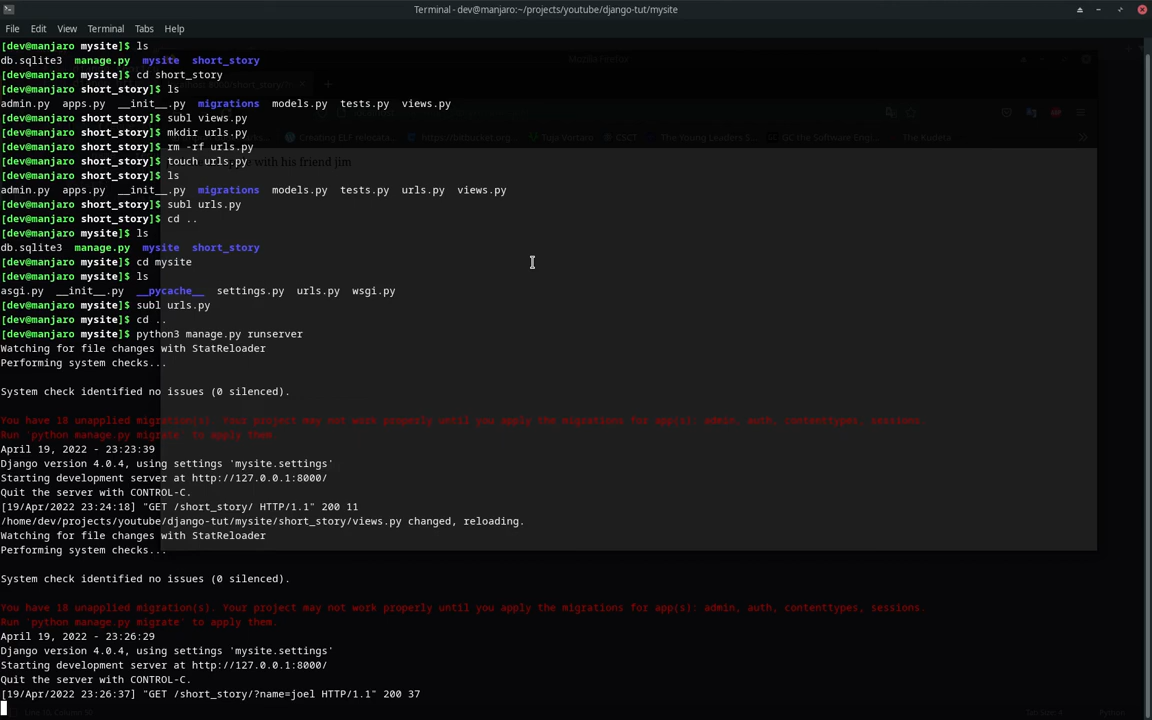 Terminal - dev@manjaro:~/projects/youtube/django-tut/mysite
File Edit View Terminal Tabs Help
[dev@manjaro mysite]$ ls
db.sqlite3 manage.py mysite short_story
[dev@manjaro mysite]$ cd short_story
[dev@manjaro short_story]$ ls
admin.py apps.py __init__.py migrations models.py tests.py views.py
[dev@manjaro short_story]$ subl views.py
[dev@manjaro short_story]$ mkdir urls.py
[dev@manjaro short_story]$ rm -rf urls.py
[dev@manjaro short_story]$ touch urls.py
with his friend jim
[dev@manjaro short_story]$ ls
admin.py apps.py __init__.py migrations models.py tests.py urls.py views.py
[dev@manjaro short_story]$ subl urls.py
[dev@manjaro short_story]$ cd ..
[dev@manjaro mysite]$ ls
db.sqlite3 manage.py mysite short_story
[dev@manjaro mysite]$ cd mysite
[dev@manjaro mysite]$ ls
asgi.py __init__.py __pycache__ settings.py urls.py wsgi.py
[dev@manjaro mysite]$ subl urls.py
[dev@manjaro mysite]$ cd ..
[dev@manjaro mysite]$ python3 manage.py runserver
Watching for file changes with StatReloader
Performing system checks...
System check identified no issues (0 silenced).
You have 18 unapplied migration(s). Your project may not work properly until you apply the migrations for app(s): admin, auth, contenttypes, sessions.
Run 'python manage.py migrate' to apply them.
April 19, 2022 - 23:23:39
Django version 4.0.4, using settings 'mysite.settings'
Starting development server at http://127.0.0.1:8000/
Quit the server with CONTROL-C.
[19/Apr/2022 23:24:18] "GET /short_story/ HTTP/1.1" 200 11
/home/dev/projects/youtube/django-tut/mysite/short_story/views.py changed, reloading.
Watching for file changes with StatReloader
Performing system checks...
System check identified no issues (0 silenced).
You have 18 unapplied migration(s). Your project may not work properly until you apply the migrations for app(s): admin, auth, contenttypes, sessions.
Run 'python manage.py migrate' to apply them.
April 19, 2022 - 23:26:29
Django version 4.0.4, using settings 'mysite.settings'
Starting development server at http://127.0.0.1:8000/
Quit the server with CONTROL-C.
[19/Apr/2022 23:26:37] "GET /short_story/?name=joel HTTP/1.1" 200 37